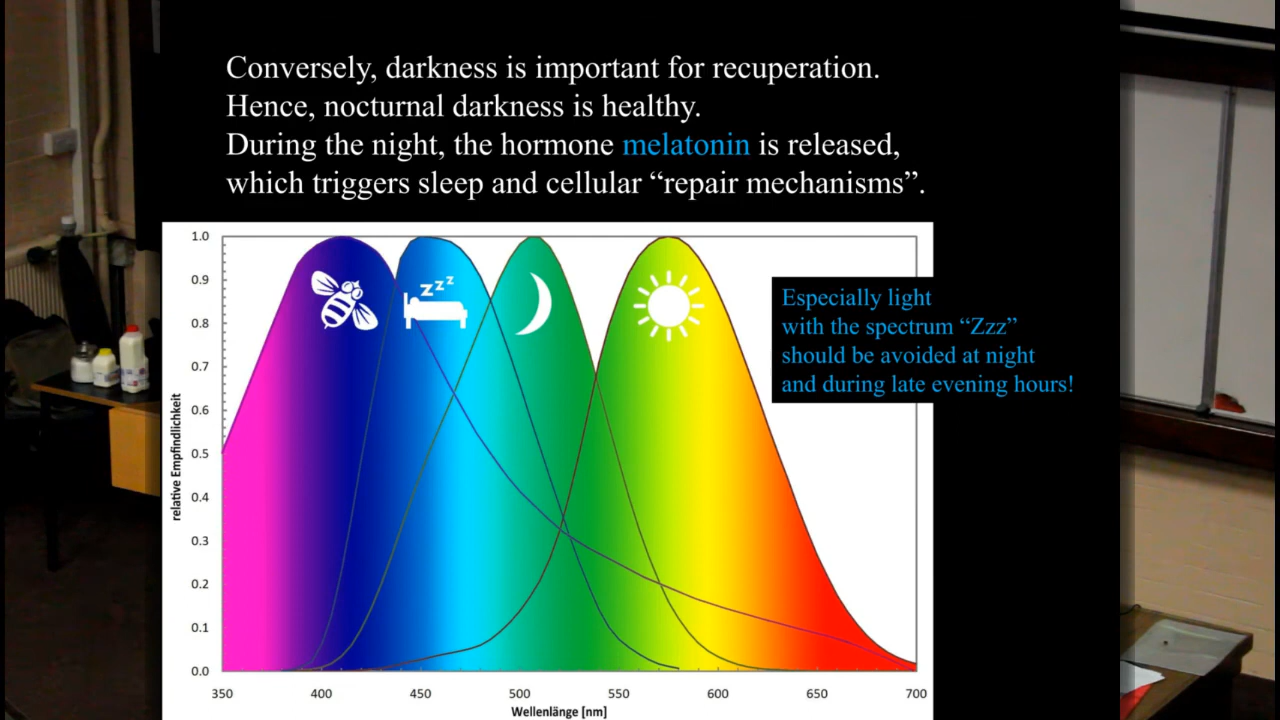 Conversely, darkness is important for recuperation.
Hence, nocturnal darkness is healthy.
During the night, the hormone melatonin is released,
which triggers sleep and cellular “repair mechanisms”.
1.0
0.9
0.8
0.7
0.6
0.5
0.4
0.3
0.2
0.1
0.0
relative Empfindlichkeit
zzz
Especially light
with the spectrum “Zzz”
should be avoided at night
and during late evening hours!
350 400 450 500 550 600 650 700
Wellenlänge [nm]